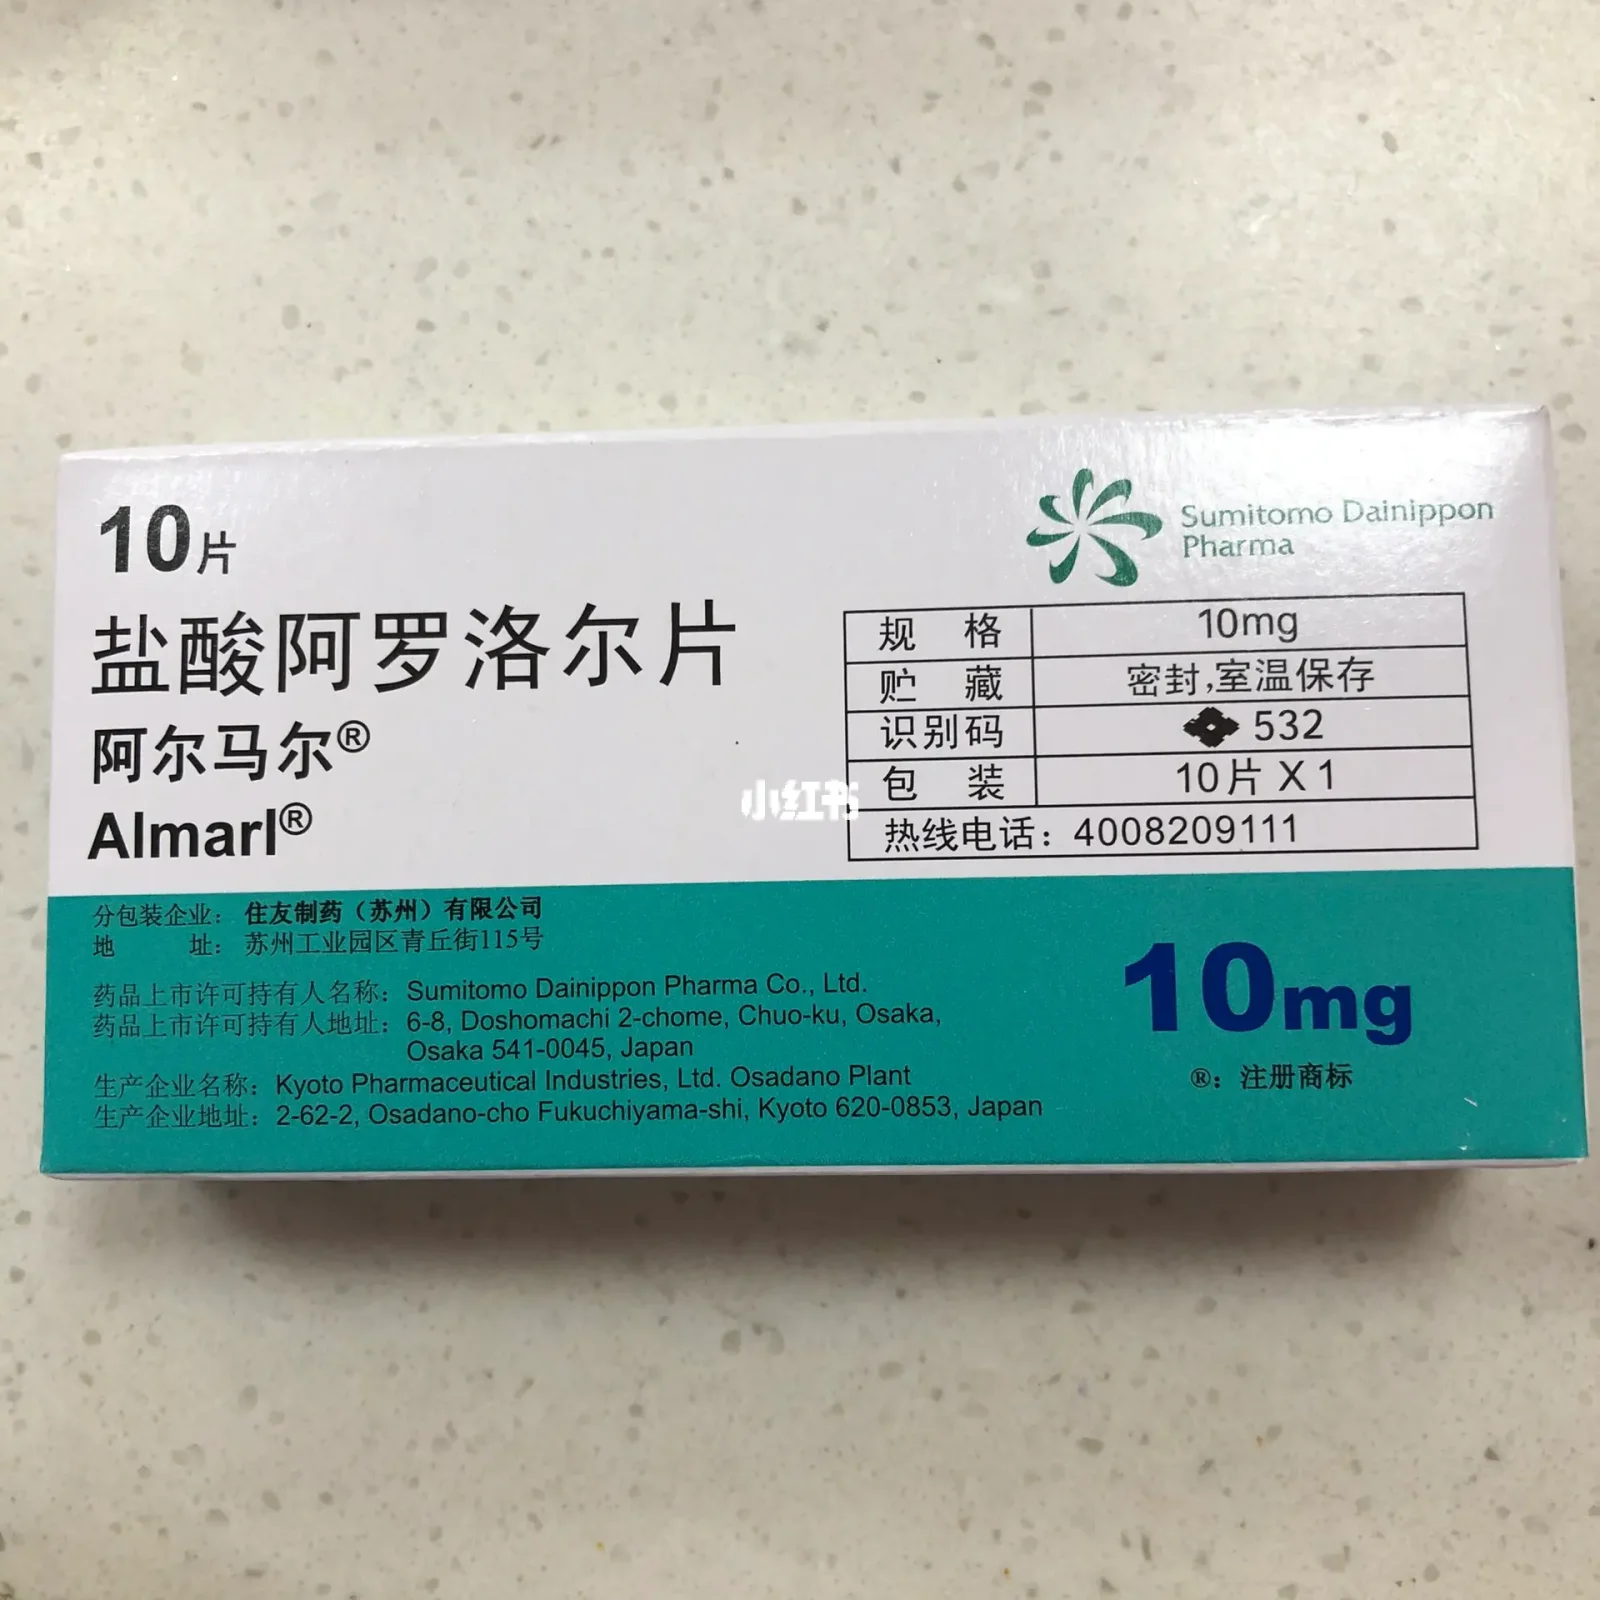 10片
盐酸阿罗洛尔片
阿尔马尔®
Almarl®
Sumitomo Dainippon
Pharma
规 格 10mg
贮 藏 密封,室温保存
识别码 532
包 装 10片 X 1
热线电话：4008209111
小红书
分包装企业：住友制药（苏州）有限公司
地 址：苏州工业园区青丘街115号
药品上市许可持有人名称：Sumitomo Dainippon Pharma Co., Ltd.
药品上市许可持有人地址：6-8, Doshomachi 2-chome, Chuo-ku, Osaka,
Osaka 541-0045, Japan
生产企业名称：Kyoto Pharmaceutical Industries, Ltd. Osadano Plant
生产企业地址：2-62-2, Osadano-cho Fukuchiyama-shi, Kyoto 620-0853, Japan
10mg
®：注册商标